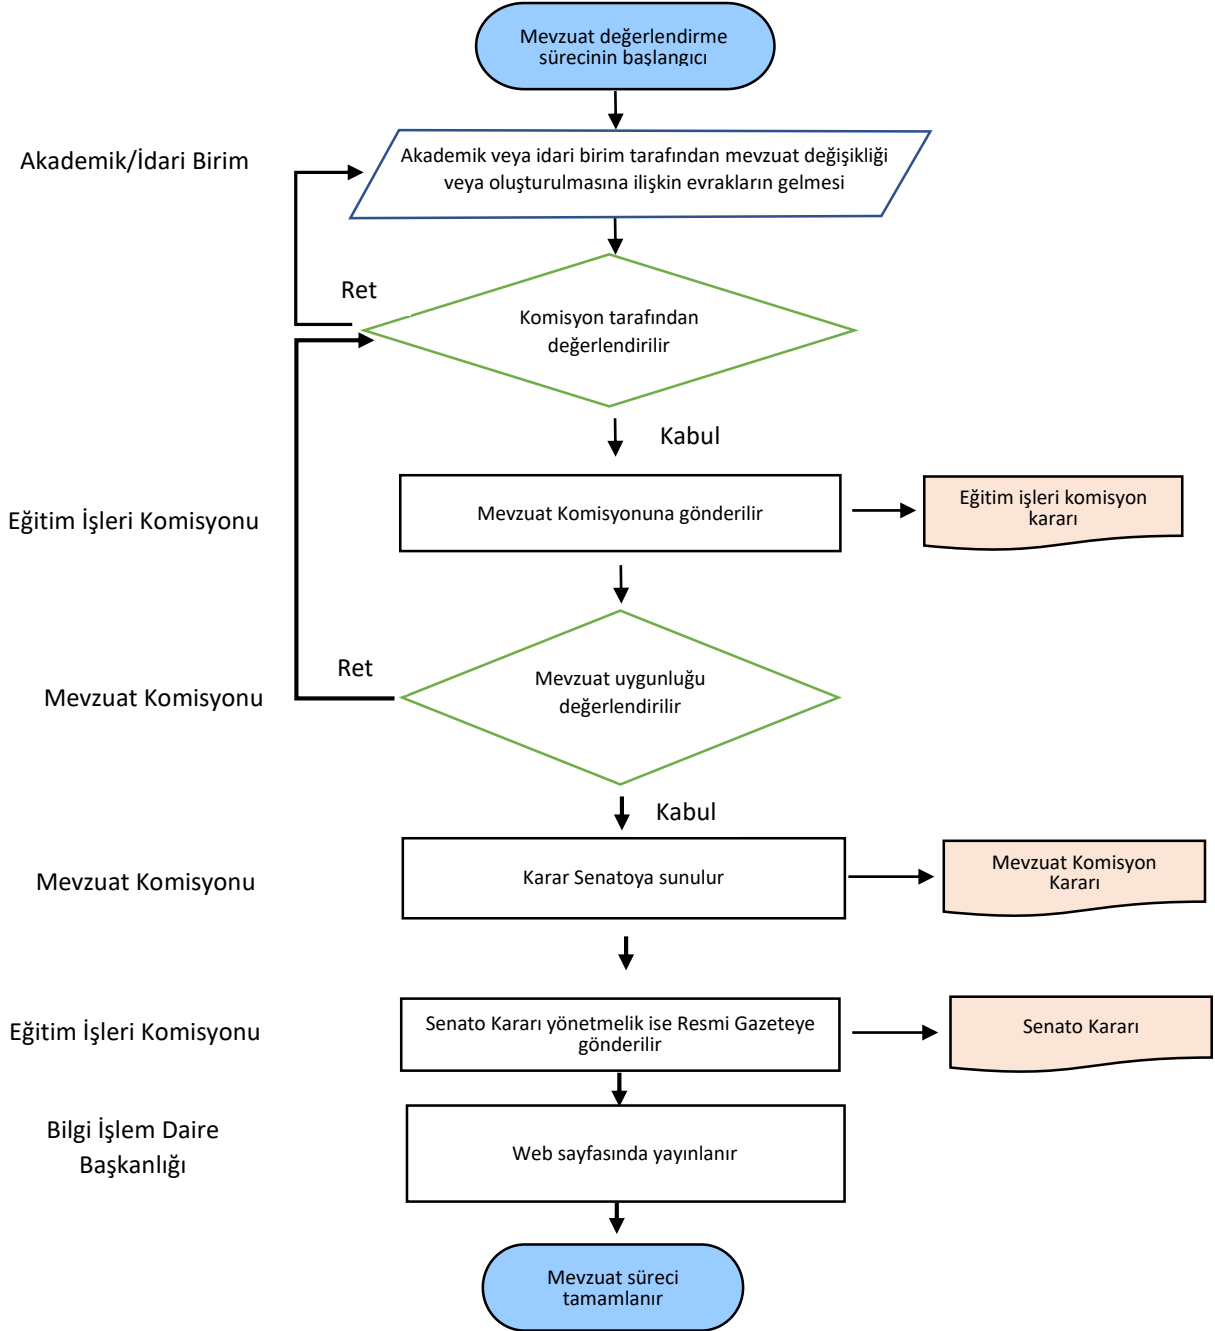 Mevzuat değerlendirme
sürecinin başlangıcı
Akademik/İdari Birim
Akademik veya idari birim tarafından mevzuat değişikliği
veya oluşturulmasına ilişkin evrakların gelmesi
Ret
Komisyon tarafından
değerlendirilir
Kabul
Eğitim İşleri Komisyonu
Mevzuat Komisyonuna gönderilir
Eğitim işleri komisyon
kararı
Ret
Mevzuat Komisyonu
Mevzuat uygunluğu
değerlendirilir
Kabul
Mevzuat Komisyonu
Karar Senatoya sunulur
Mevzuat Komisyon
Kararı
Eğitim İşleri Komisyonu
Senato Kararı yönetmelik ise Resmi Gazeteye
gönderilir
Senato Kararı
Bilgi İşlem Daire
Başkanlığı
Web sayfasında yayınlanır
Mevzuat süreci
tamamlanır